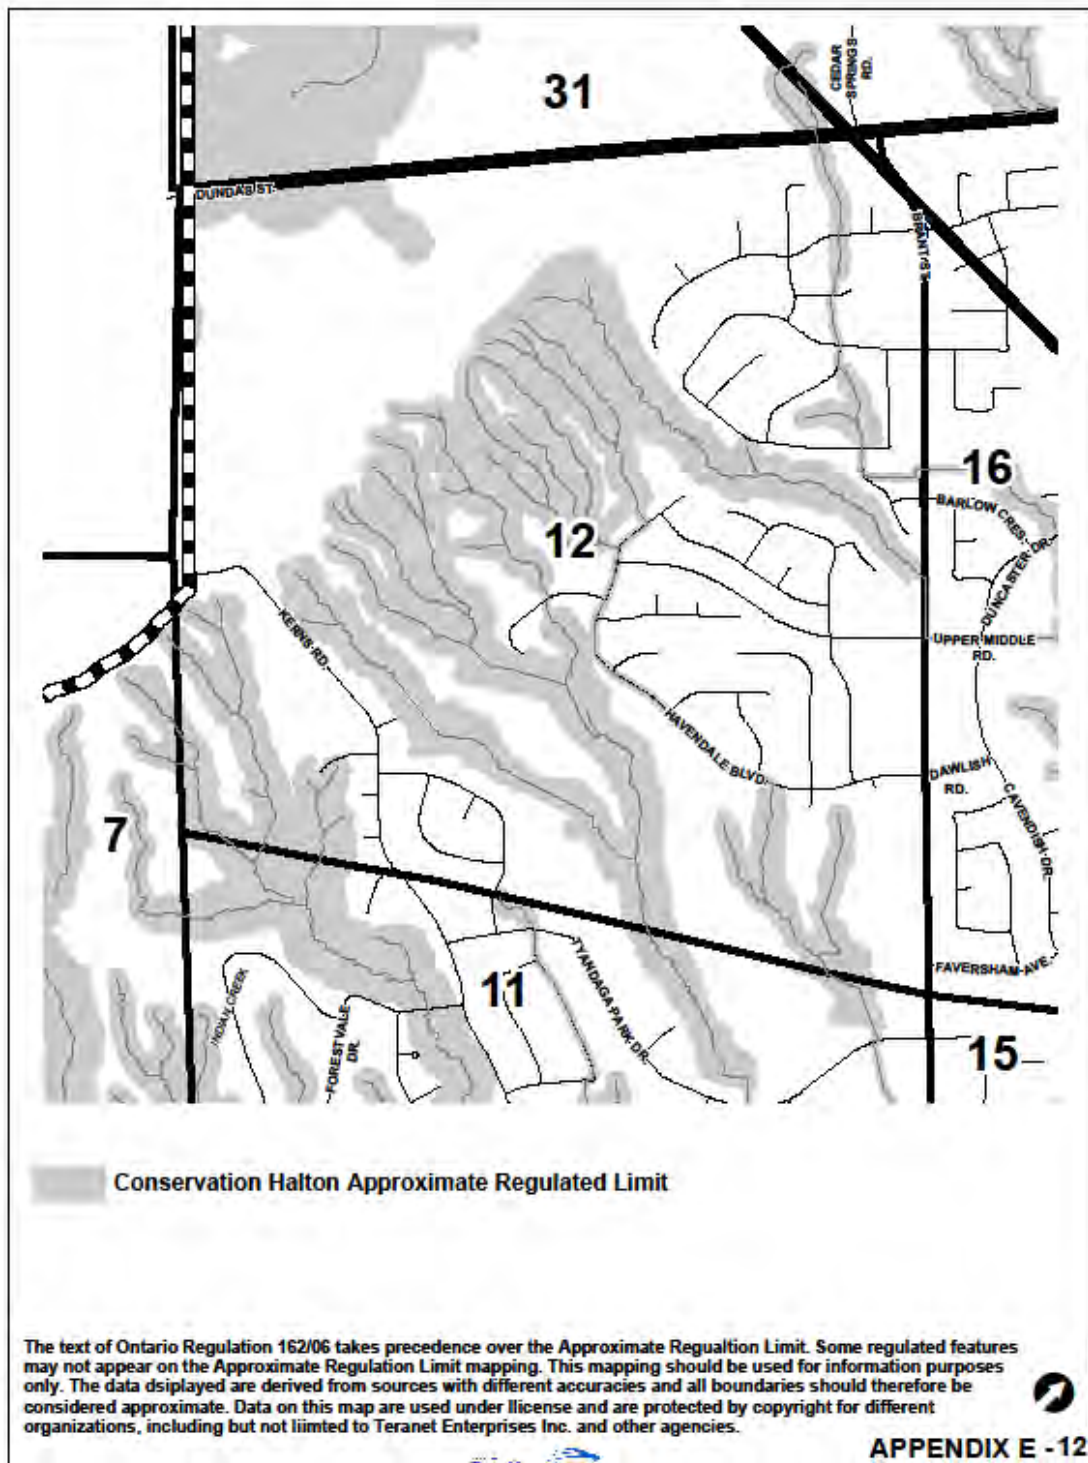 CEDAR
SPRINGS
RD.
31
DUNDAS ST.
BRANT ST.
16
BARLOW CRES.
12
DUNCASTER DR.
KERNS RD.
UPPER MIDDLE
RD.
HAVENDALE BLVD.
DAWLISH
RD.
CAVENDISH DR.
7
TYANDAGA PARK DR.
FAVERSHAM AVE.
INDIAN CREEK
11
FORESTVALE
DR.
15
Conservation Halton Approximate Regulated Limit
The text of Ontario Regulation 162/06 takes precedence over the Approximate Regualtion Limit. Some regulated features
may not appear on the Approximate Regulation Limit mapping. This mapping should be used for information purposes
only. The data dsiplayed are derived from sources with different accuracies and all boundaries should therefore be
considered approximate. Data on this map are used under llicense and are protected by copyright for different
organizations, including but not liimted to Teranet Enterprises Inc. and other agencies.
APPENDIX E - 12